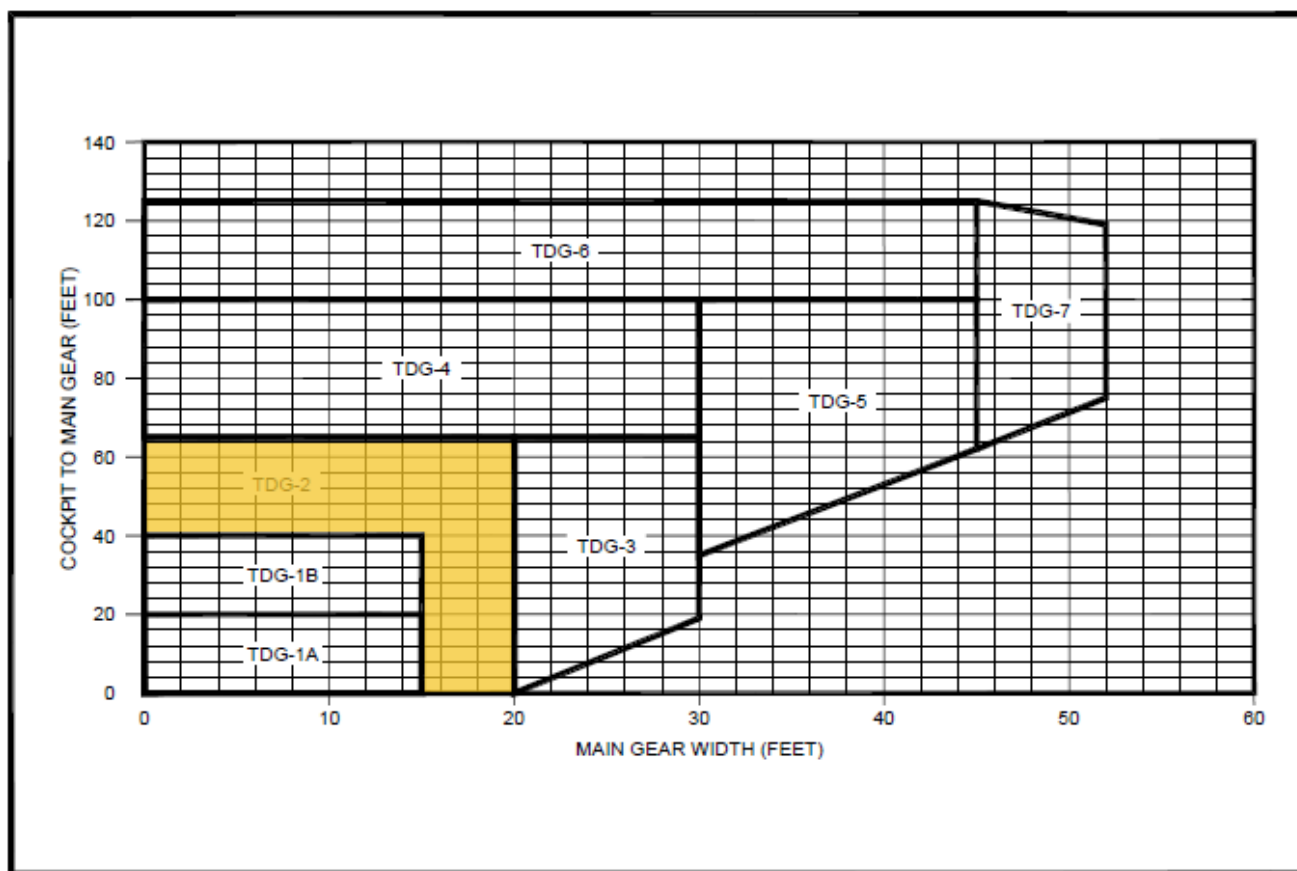 140
120
100
80
60
40
20
0
COCKPIT TO MAIN GEAR (FEET)
TDG-6
TDG-7
TDG-4
TDG-5
TDG-2
TDG-3
TDG-1B
TDG-1A
0 10 20 30 40 50 60
MAIN GEAR WIDTH (FEET)